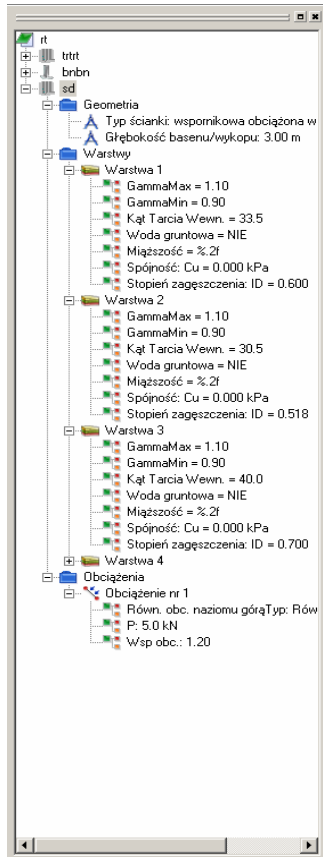 rt
trtrt
bnbn
sd
Geometria
Typ ścianki: wspornikowa obciążona w
Głębokość basenu/wykopu: 3.00 m
Warstwy
Warstwa 1
GammaMax = 1.10
GammaMin = 0.90
Kąt Tarcia Wewn. = 33.5
Woda gruntowa = NIE
Miąższość = %.2f
Spójność: Cu = 0.000 kPa
Stopień zagęszczenia: ID = 0.600
Warstwa 2
GammaMax = 1.10
GammaMin = 0.90
Kąt Tarcia Wewn. = 30.5
Woda gruntowa = NIE
Miąższość = %.2f
Spójność: Cu = 0.000 kPa
Stopień zagęszczenia: ID = 0.518
Warstwa 3
GammaMax = 1.10
GammaMin = 0.90
Kąt Tarcia Wewn. = 40.0
Woda gruntowa = NIE
Miąższość = %.2f
Spójność: Cu = 0.000 kPa
Stopień zagęszczenia: ID = 0.700
Warstwa 4
Obciążenia
Obciążenie nr 1
Równ. obc. naziomu górąTyp: Rów
P: 5.0 kN
Wsp obc.: 1.20